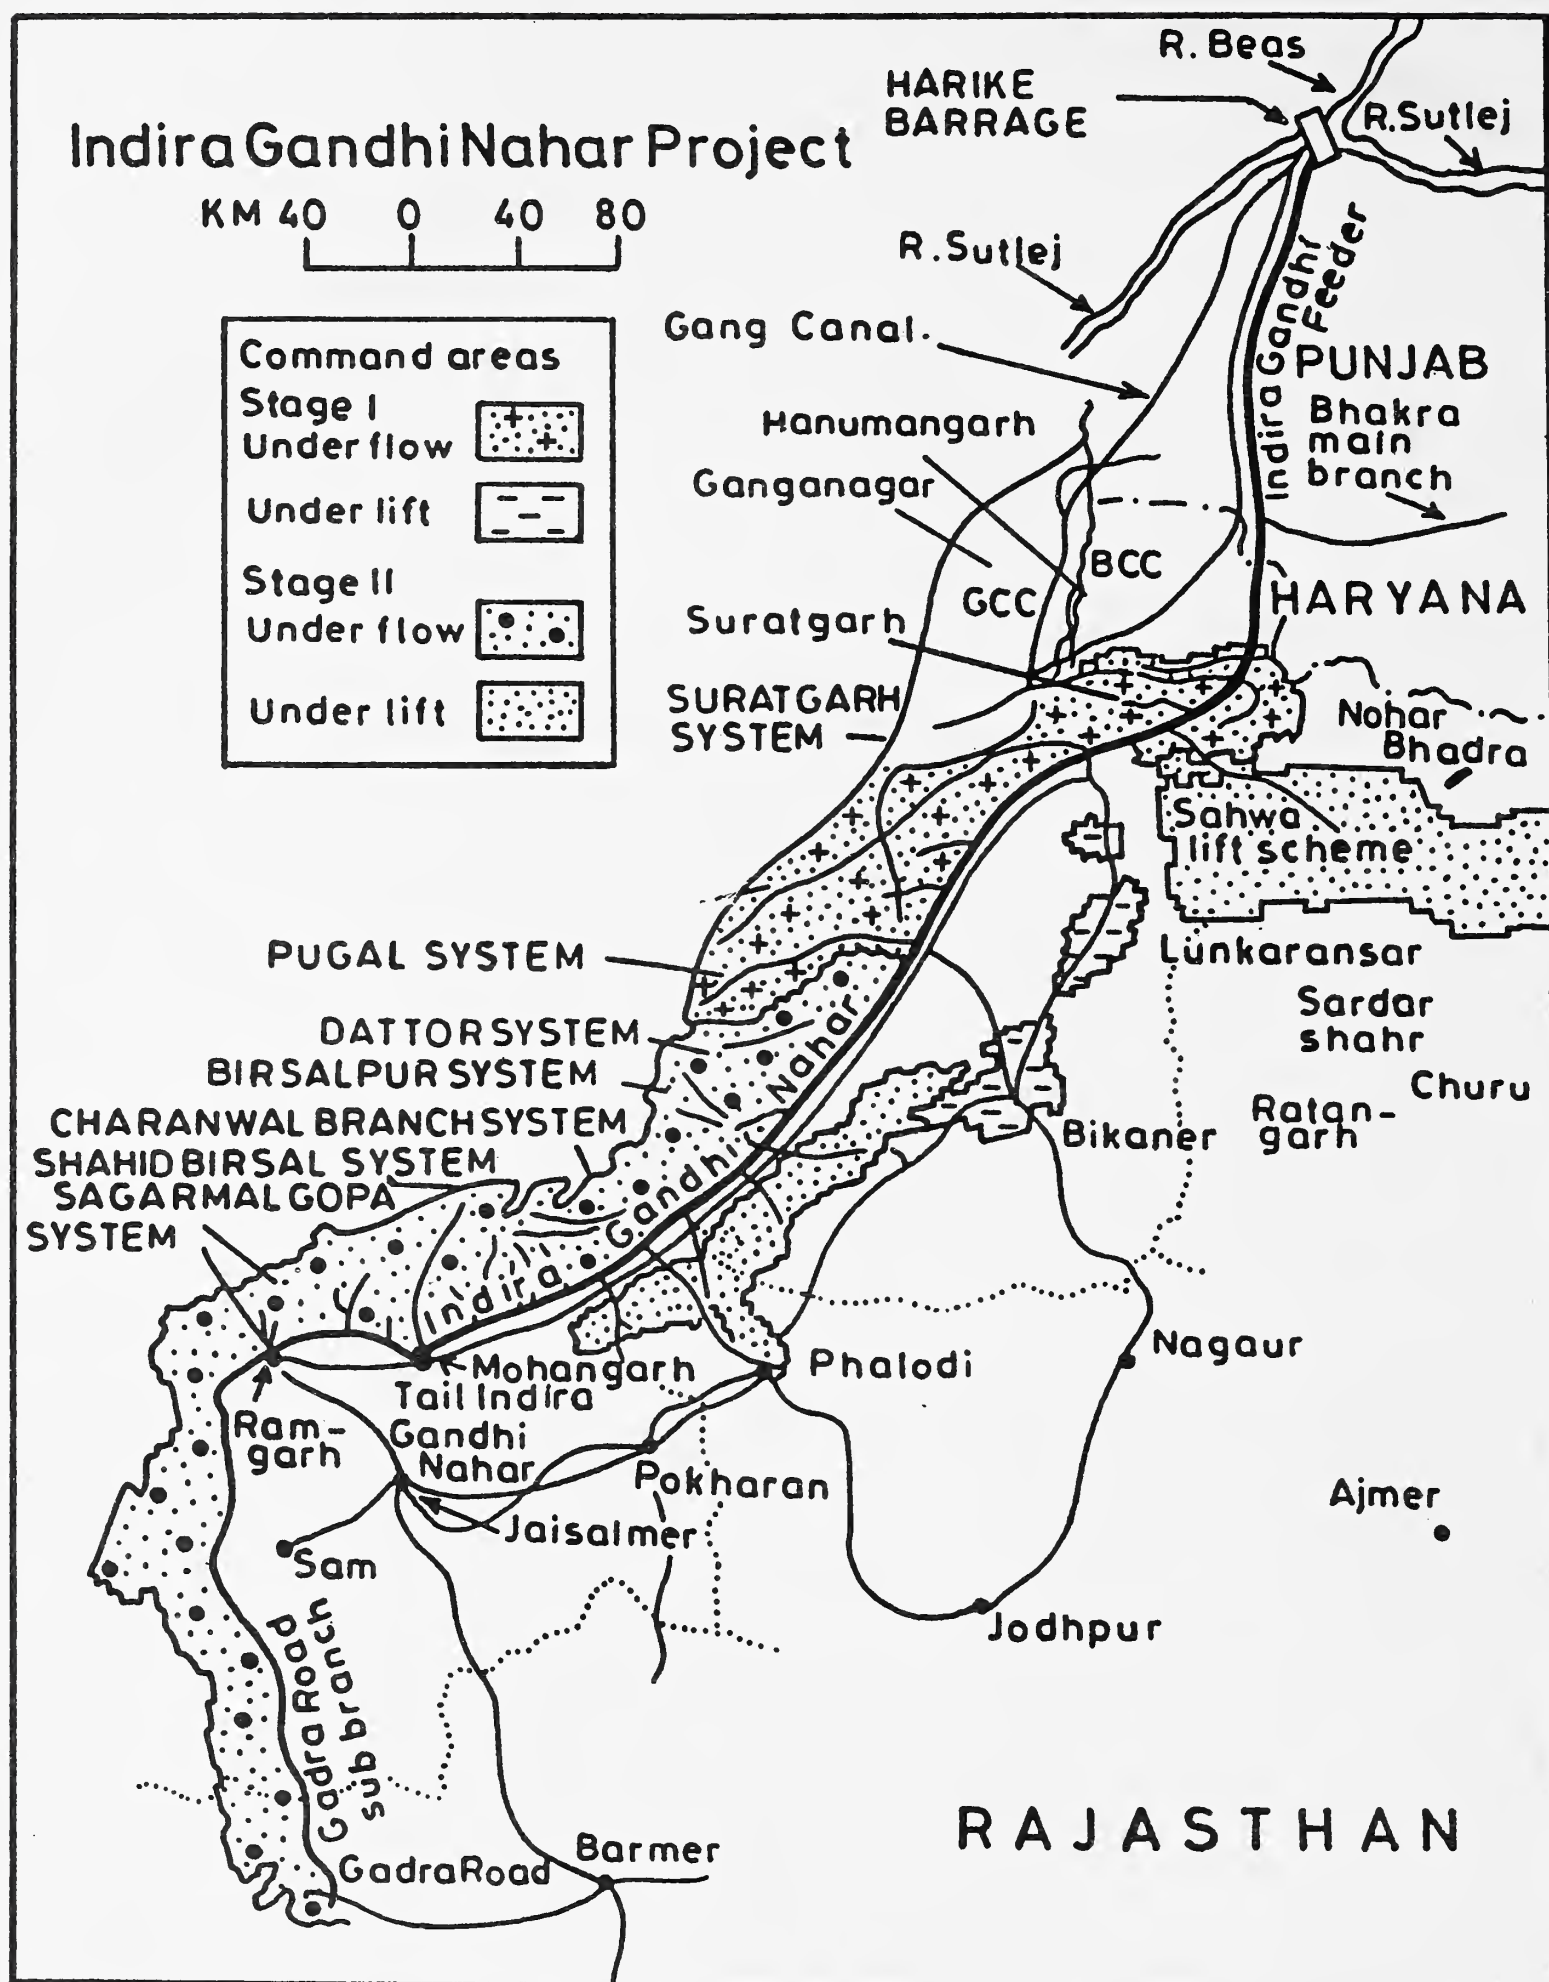 R. Beas
HARIKE
BARRAGE
R. Sutlej
Indira Gandhi Nahar Project
KM 40 0 40 80
R. Sutlej
Indira Gandhi
Feeder
Gang Canal.
PUNJAB
Command areas
Stage I
Under flow
Under lift
Stage II
Under flow
Under lift
Bhakra
main
branch
Hanumangarh
Ganganagar
BCC
GCC
HARYANA
Suratgarh
SURATGARH
SYSTEM
Nohar
Bhadra
Sahwa
lift scheme
PUGAL SYSTEM
Lunkaransar
Sardar
shahr
DATTOR SYSTEM
BIRSALPUR SYSTEM
Churu
Ratan-
garh
CHARANWAL BRANCH SYSTEM
Bikaner
SHAHID BIRSAL SYSTEM
SAGARMAL GOPA
SYSTEM
Indira Gandhi Nahar
Nagaur
Mohangarh
Phalodi
Tail Indira
Gandhi
Nahar
Ram-
garh
Pokharan
Ajmer
Jaisalmer
Sam
Jodhpur
Gadra Road
sub branch
RAJASTHAN
Barmer
Gadra Road